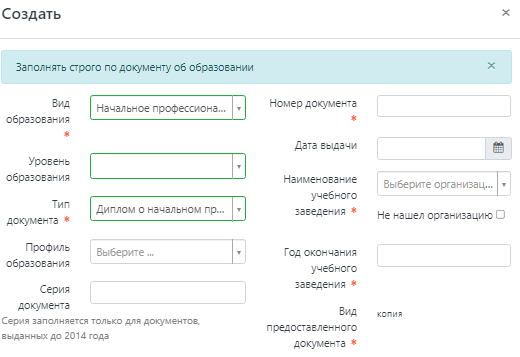 Создать ×
Заполнять строго по документу об образовании ×
Вид
образования
*
Начальное профессиона...
Уровень
образования
Тип
документа *
Диплом о начальном пр...
Профиль
образования
Выберите ...
Серия
документа
Серия заполняется только для документов,
выданных до 2014 года
Номер документа
*
Дата выдачи
Наименование
учебного
заведения *
Выберите организац...
Не нашел организацию
Год окончания
учебного
заведения *
Вид
предоставленного
документа *
копия